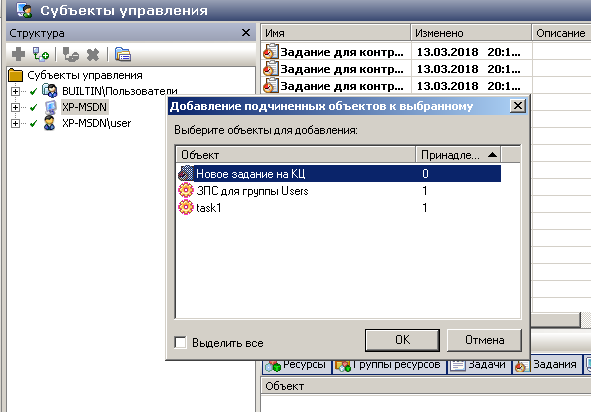 Субъекты управления
Структура
Имя Изменено Описание
Задание для контр... 13.03.2018 20:1...
Задание для контр... 13.03.2018 20:1...
Задание для контр... 13.03.2018 20:1...
Субъекты управления
BUILTIN\Пользователи
XP-MSDN
XP-MSDN\user
Добавление подчиненных объектов к выбранному
Выберите объекты для добавления:
Объект Принадле...
Новое задание на КЦ 0
ЗПС для группы Users 1
task1 1
Выделить все
OK
Отмена
Ресурсы Группы ресурсов Задачи Задания
Объект